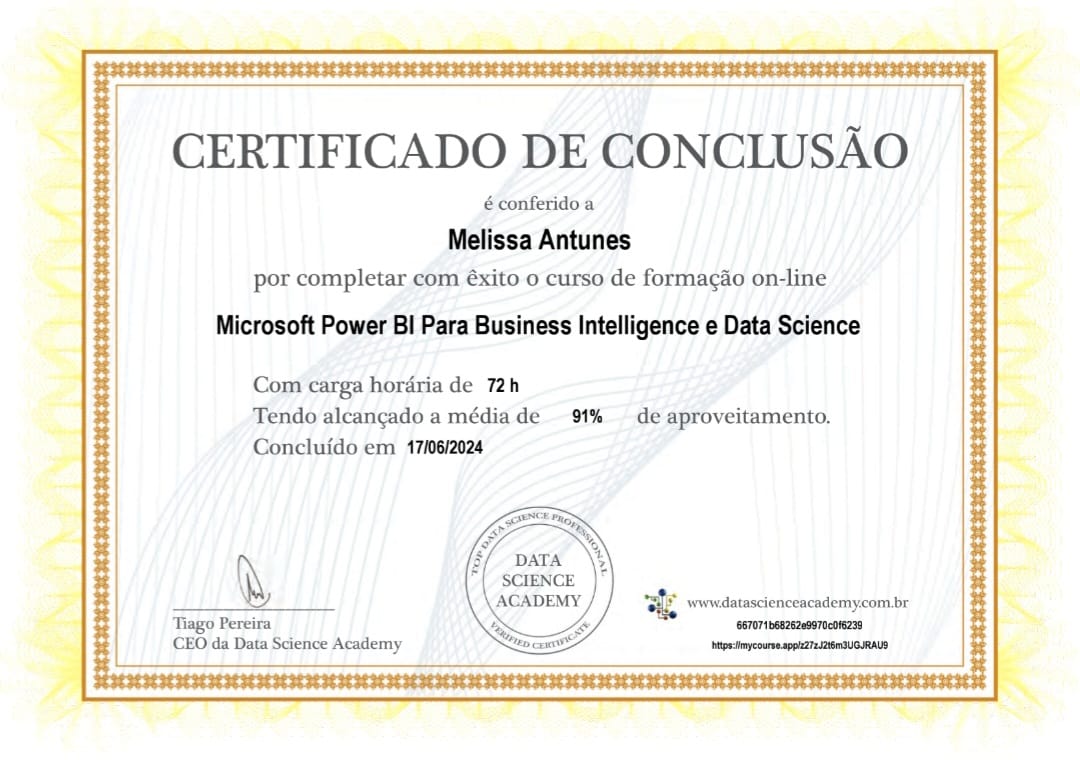 CERTIFICADO DE CONCLUSÃO
é conferido a
Melissa Antunes
por completar com êxito o curso de formação on-line
Microsoft Power BI Para Business Intelligence e Data Science
Com carga horária de 72 h
Tendo alcançado a média de 91% de aproveitamento.
Concluído em 17/06/2024
TOP DATA SCIENCE PROFESSIONAL
DATA
SCIENCE
ACADEMY
VERIFIED CERTIFICATE
Tiago Pereira
CEO da Data Science Academy
www.datascienceacademy.com.br
667071b68262e9970c0f6239
https://mycourse.app/z27zJ2t6m3UGJRAU9